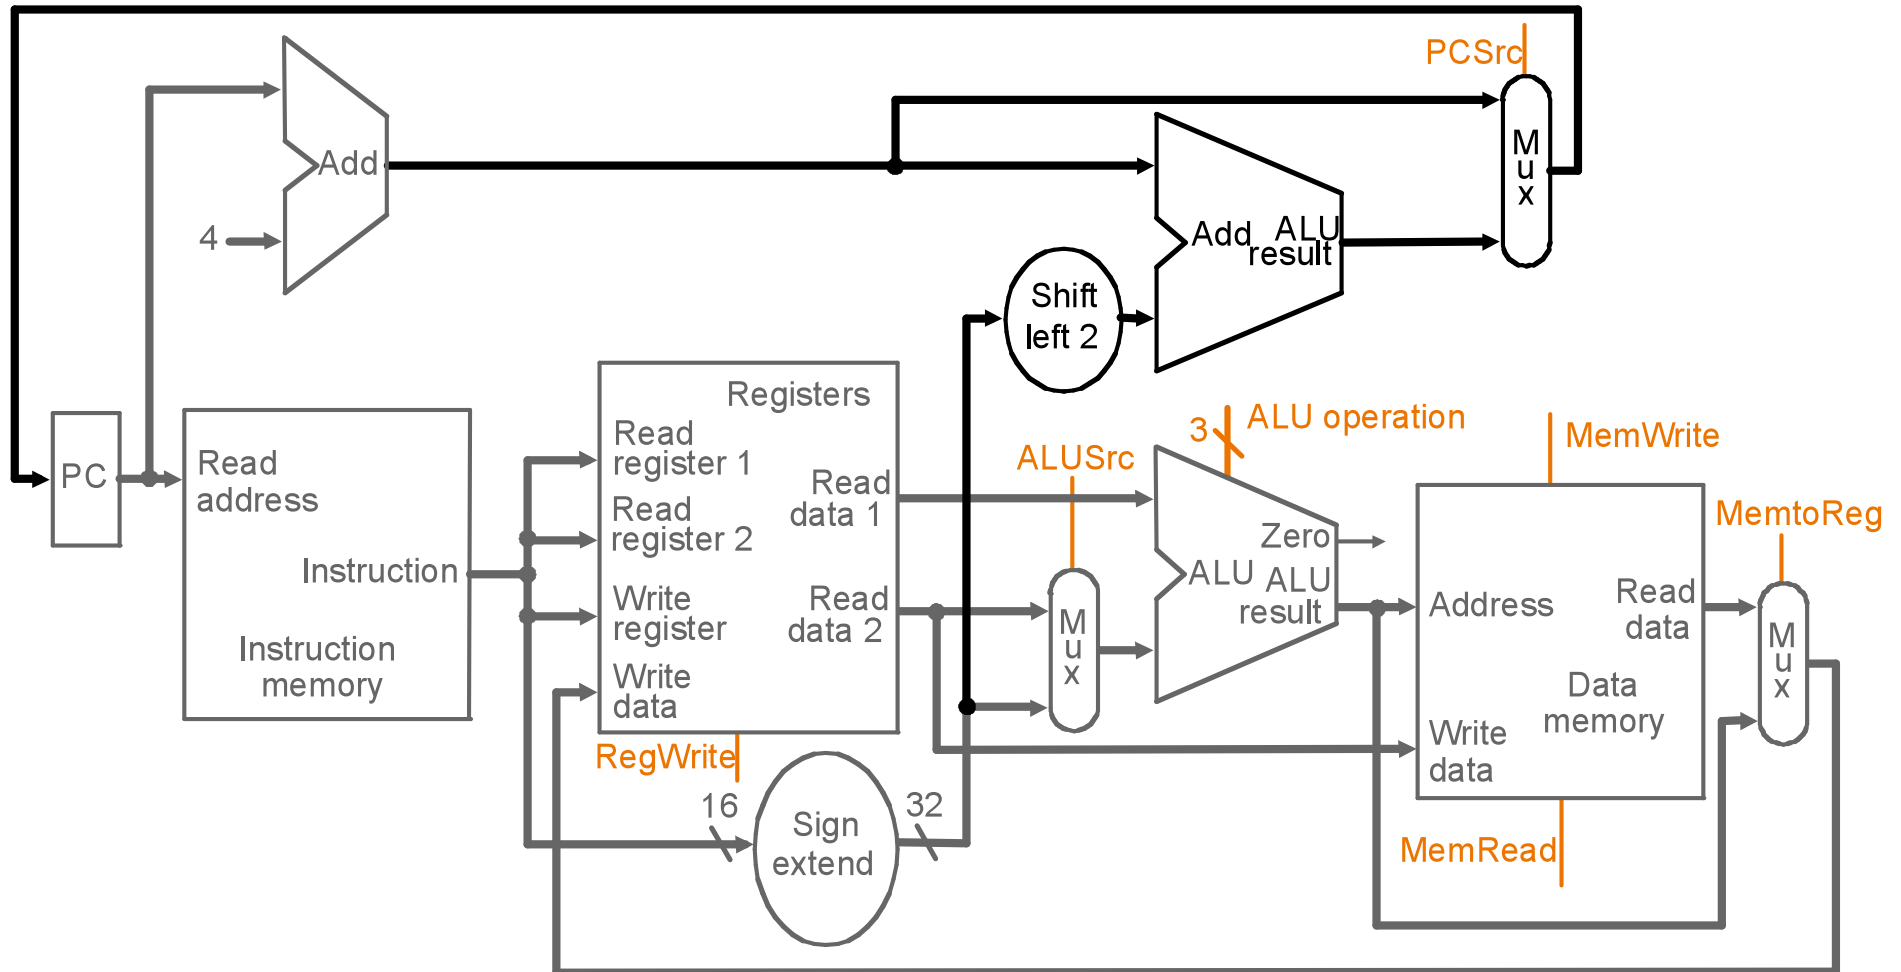 PCSrc
M
u
x
Add
4
Add
ALU
result
Shift
left 2
Registers
Read
register 1
Read
register 2
Write
register
Write
data
Read
data 1
Read
data 2
RegWrite
PC
Read
address
Instruction
Instruction
memory
ALUSrc
M
u
x
3
ALU operation
Zero
ALU
ALU
result
MemWrite
MemtoReg
Address
Read
data
Data
memory
Write
data
M
u
x
MemRead
16
Sign
extend
32